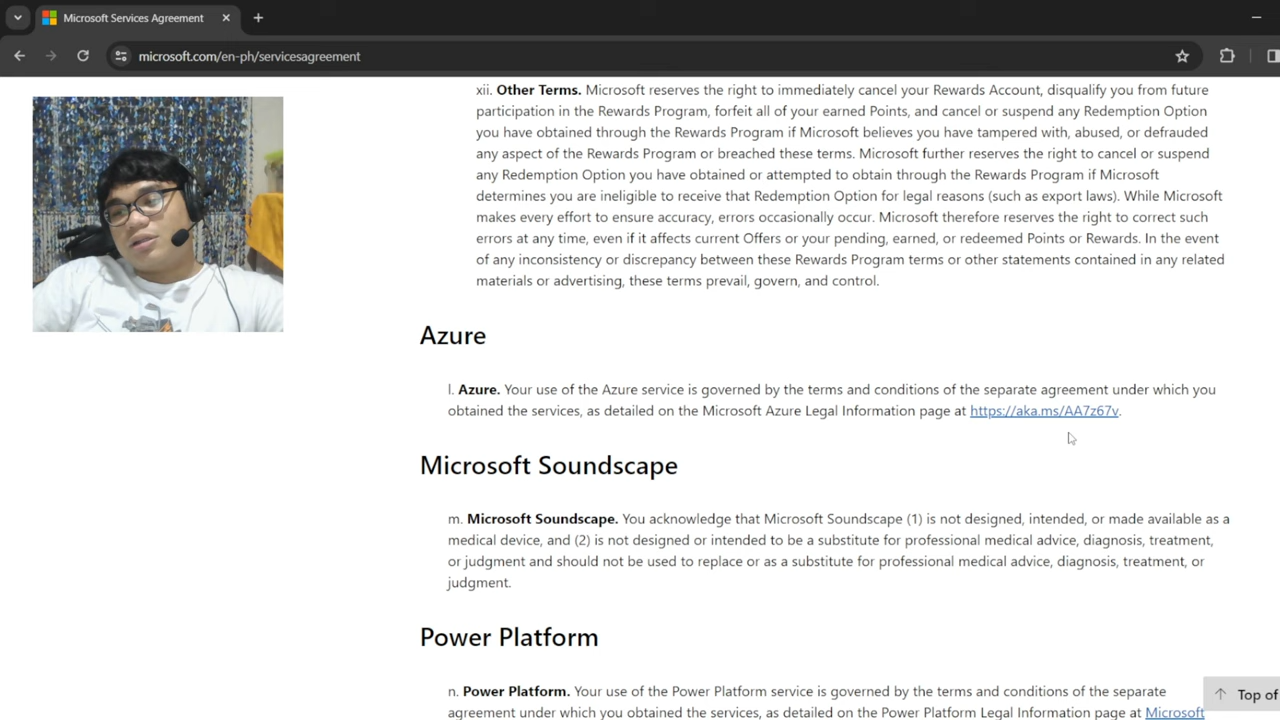 Microsoft Services Agreement
microsoft.com/en-ph/servicesagreement
xii. Other Terms. Microsoft reserves the right to immediately cancel your Rewards Account, disqualify you from future
participation in the Rewards Program, forfeit all of your earned Points, and cancel or suspend any Redemption Option
you have obtained through the Rewards Program if Microsoft believes you have tampered with, abused, or defrauded
any aspect of the Rewards Program or breached these terms. Microsoft further reserves the right to cancel or suspend
any Redemption Option you have obtained or attempted to obtain through the Rewards Program if Microsoft
determines you are ineligible to receive that Redemption Option for legal reasons (such as export laws). While Microsoft
makes every effort to ensure accuracy, errors occasionally occur. Microsoft therefore reserves the right to correct such
errors at any time, even if it affects current Offers or your pending, earned, or redeemed Points or Rewards. In the event
of any inconsistency or discrepancy between these Rewards Program terms or other statements contained in any related
materials or advertising, these terms prevail, govern, and control.
Azure
l. Azure. Your use of the Azure service is governed by the terms and conditions of the separate agreement under which you
obtained the services, as detailed on the Microsoft Azure Legal Information page at https://aka.ms/AA7z67v.
Microsoft Soundscape
m. Microsoft Soundscape. You acknowledge that Microsoft Soundscape (1) is not designed, intended, or made available as a
medical device, and (2) is not designed or intended to be a substitute for professional medical advice, diagnosis, treatment,
or judgment and should not be used to replace or as a substitute for professional medical advice, diagnosis, treatment, or
judgment.
Power Platform
n. Power Platform. Your use of the Power Platform service is governed by the terms and conditions of the separate
agreement under which you obtained the services, as detailed on the Power Platform Legal Information page at Microsoft
Top of